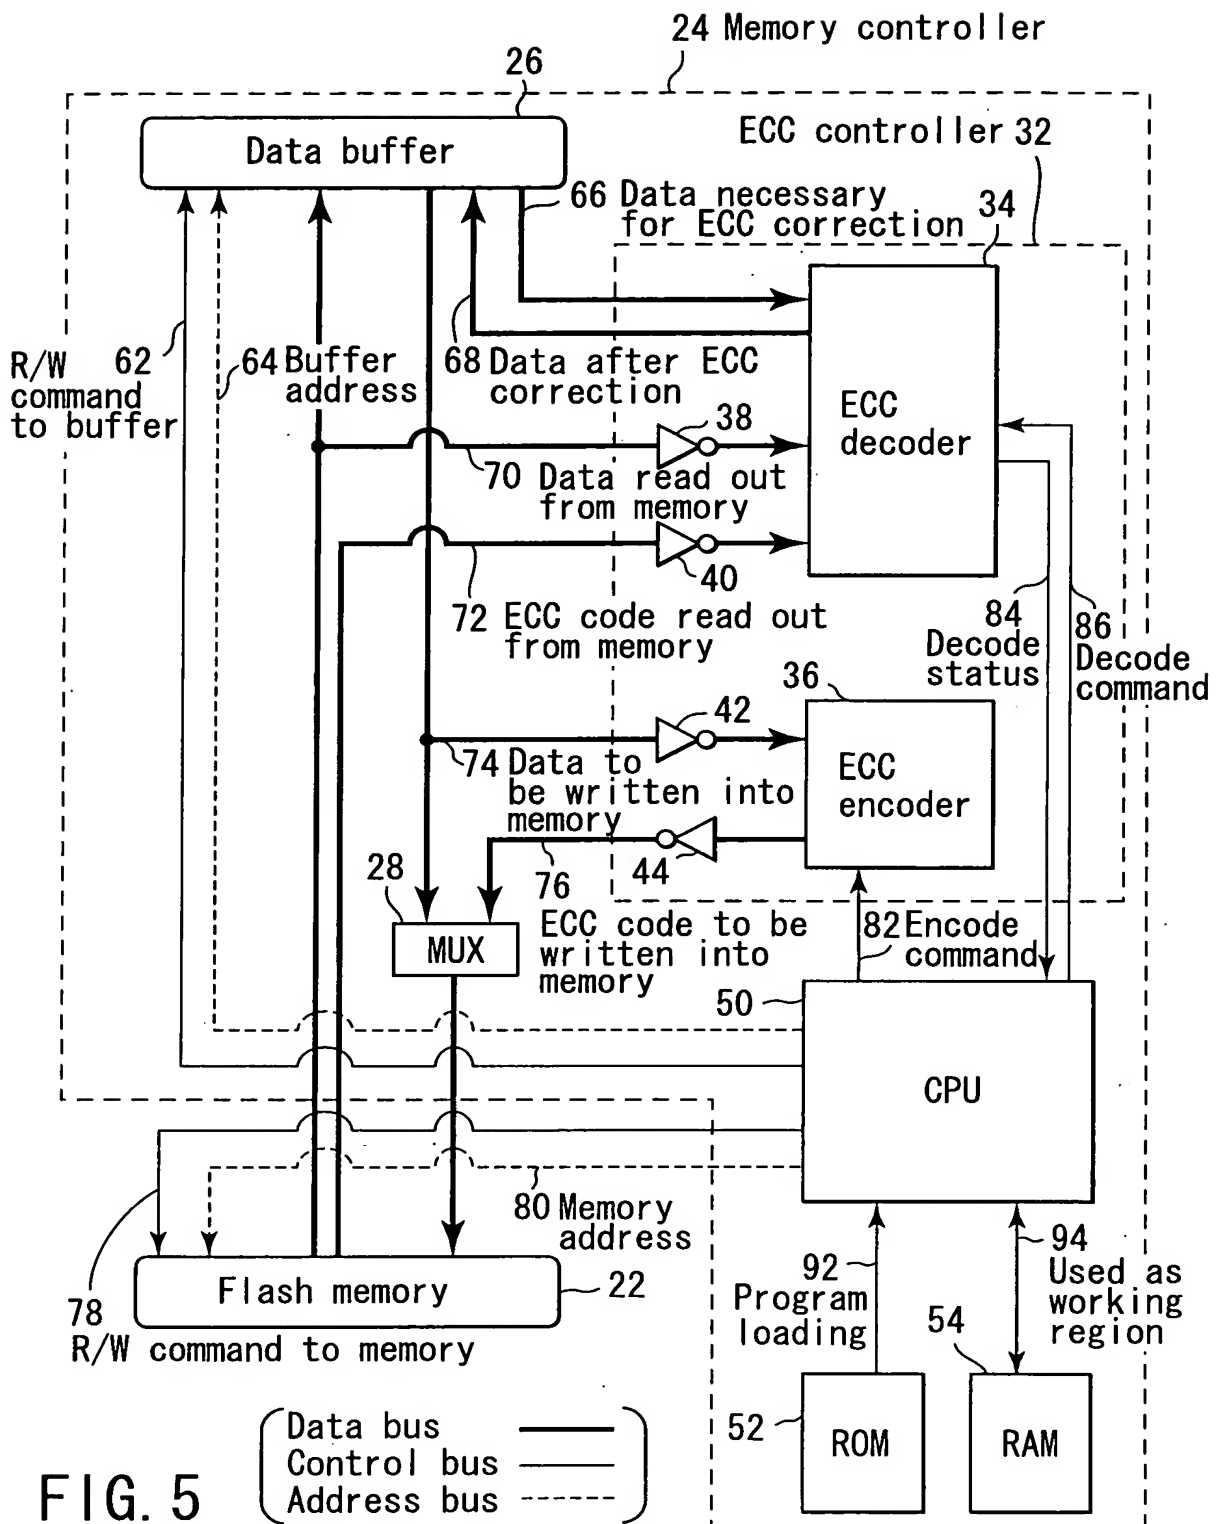 24 Memory controller
26
Data buffer
ECC controller 32
66 Data necessary
for ECC correction
34
R/W
command
to buffer
62
64 Buffer
address
68 Data after ECC
correction
ECC
decoder
38
70 Data read out
from memory
40
72 ECC code read out
from memory
84
Decode
status
86
Decode
command
36
42
74 Data to
be written into
memory
ECC
encoder
44
76
ECC code to be
written into
memory
28
MUX
82 Encode
command
50
CPU
80 Memory
address
Flash memory
22
78
R/W command to memory
92
Program
loading
94
Used as
working
region
54
52
ROM
RAM
Data bus
Control bus
Address bus
FIG. 5